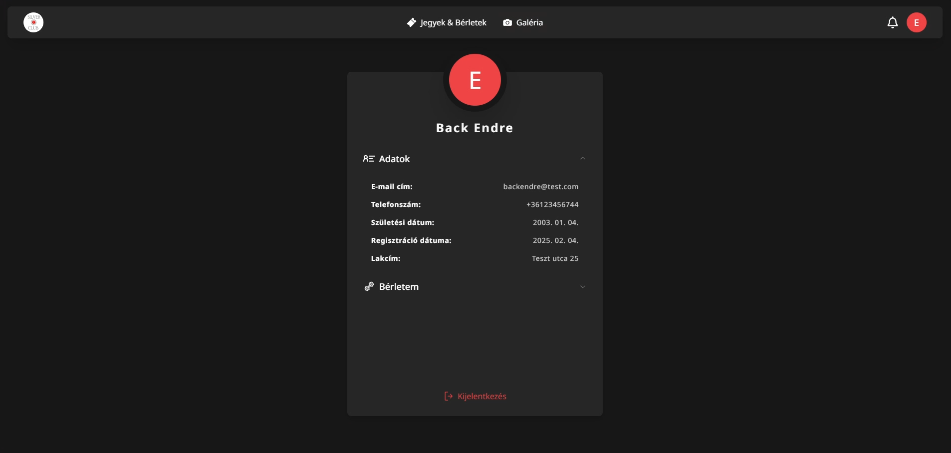 Jegyek & Bérletek
Galéria
E
E
Back Endre
Adatok
E-mail cím: backendre@test.com
Telefonszám: +36123456744
Születési dátum: 2003. 01. 04.
Regisztráció dátuma: 2025. 02. 04.
Lakcím: Teszt utca 25
Bérletem
Kijelentkezés